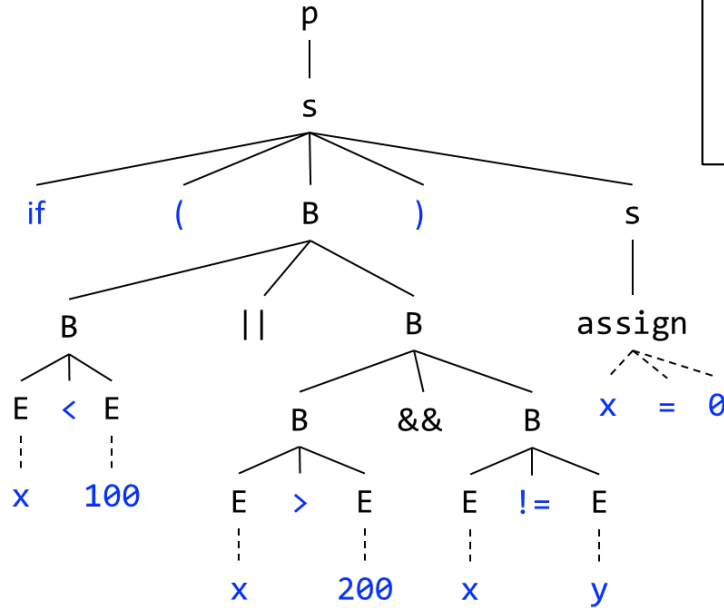 p
s
if ( B ) s
B || B assign
E < E B && B x = 0
x 100 E > E E != E
x 200 x y